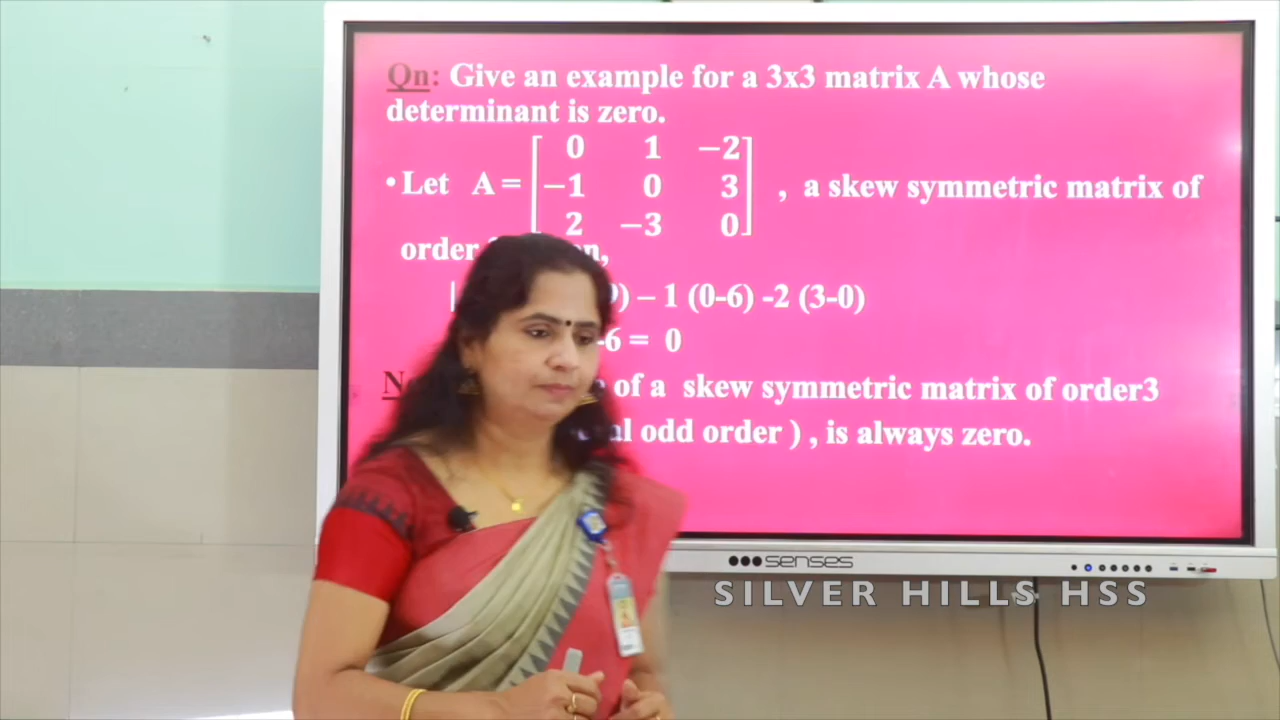 Qn: Give an example for a 3x3 matrix A whose
determinant is zero.
0 1 −2
• Let A = −1 0 3 , a skew symmetric matrix of
2 −3 0
order
) – 1 (0-6) -2 (3-0)
-6 = 0
of a skew symmetric matrix of order3
odd order ) , is always zero.
senses
SILVER HILLS HSS